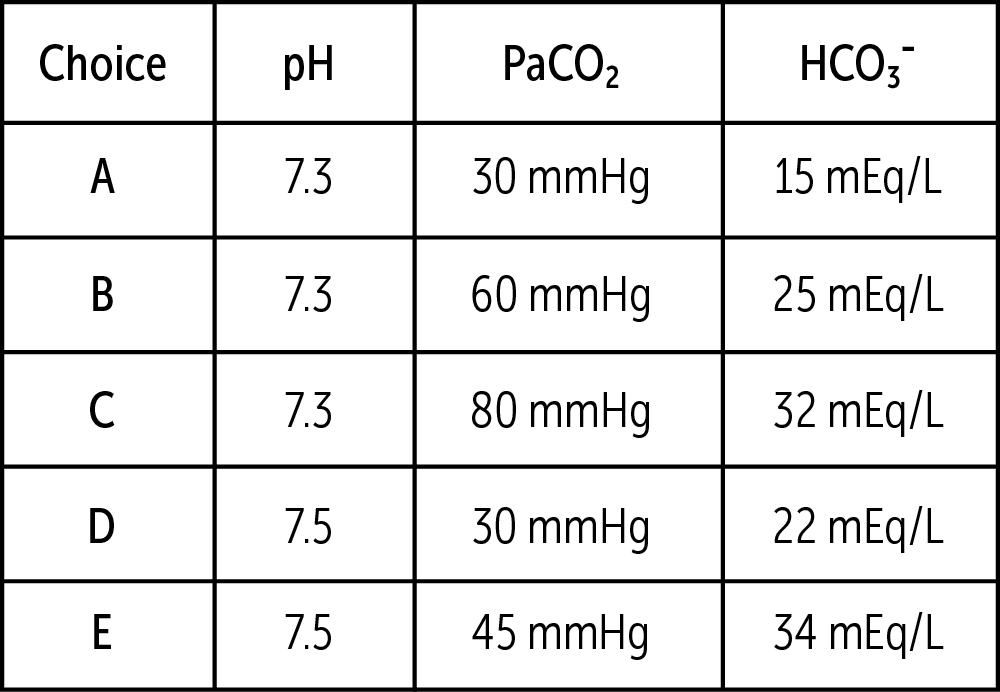 Choice pH PaCO₂ HCO₃⁻
A 7.3 30 mmHg 15 mEq/L
B 7.3 60 mmHg 25 mEq/L
C 7.3 80 mmHg 32 mEq/L
D 7.5 30 mmHg 22 mEq/L
E 7.5 45 mmHg 34 mEq/L